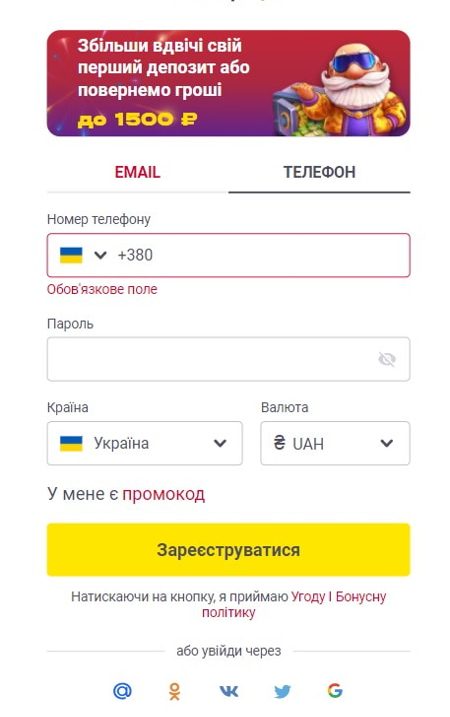 Збільши вдвічі свій
перший депозит або
повернемо гроші
до 1500 ₽
EMAIL
ТЕЛЕФОН
Номер телефону
+380
Обов'язкове поле
Пароль
Країна
Валюта
Україна
₴ UAH
У мене є промокод
Зареєструватися
Натискаючи на кнопку, я приймаю Угоду І Бонусну
політику
або увійди через